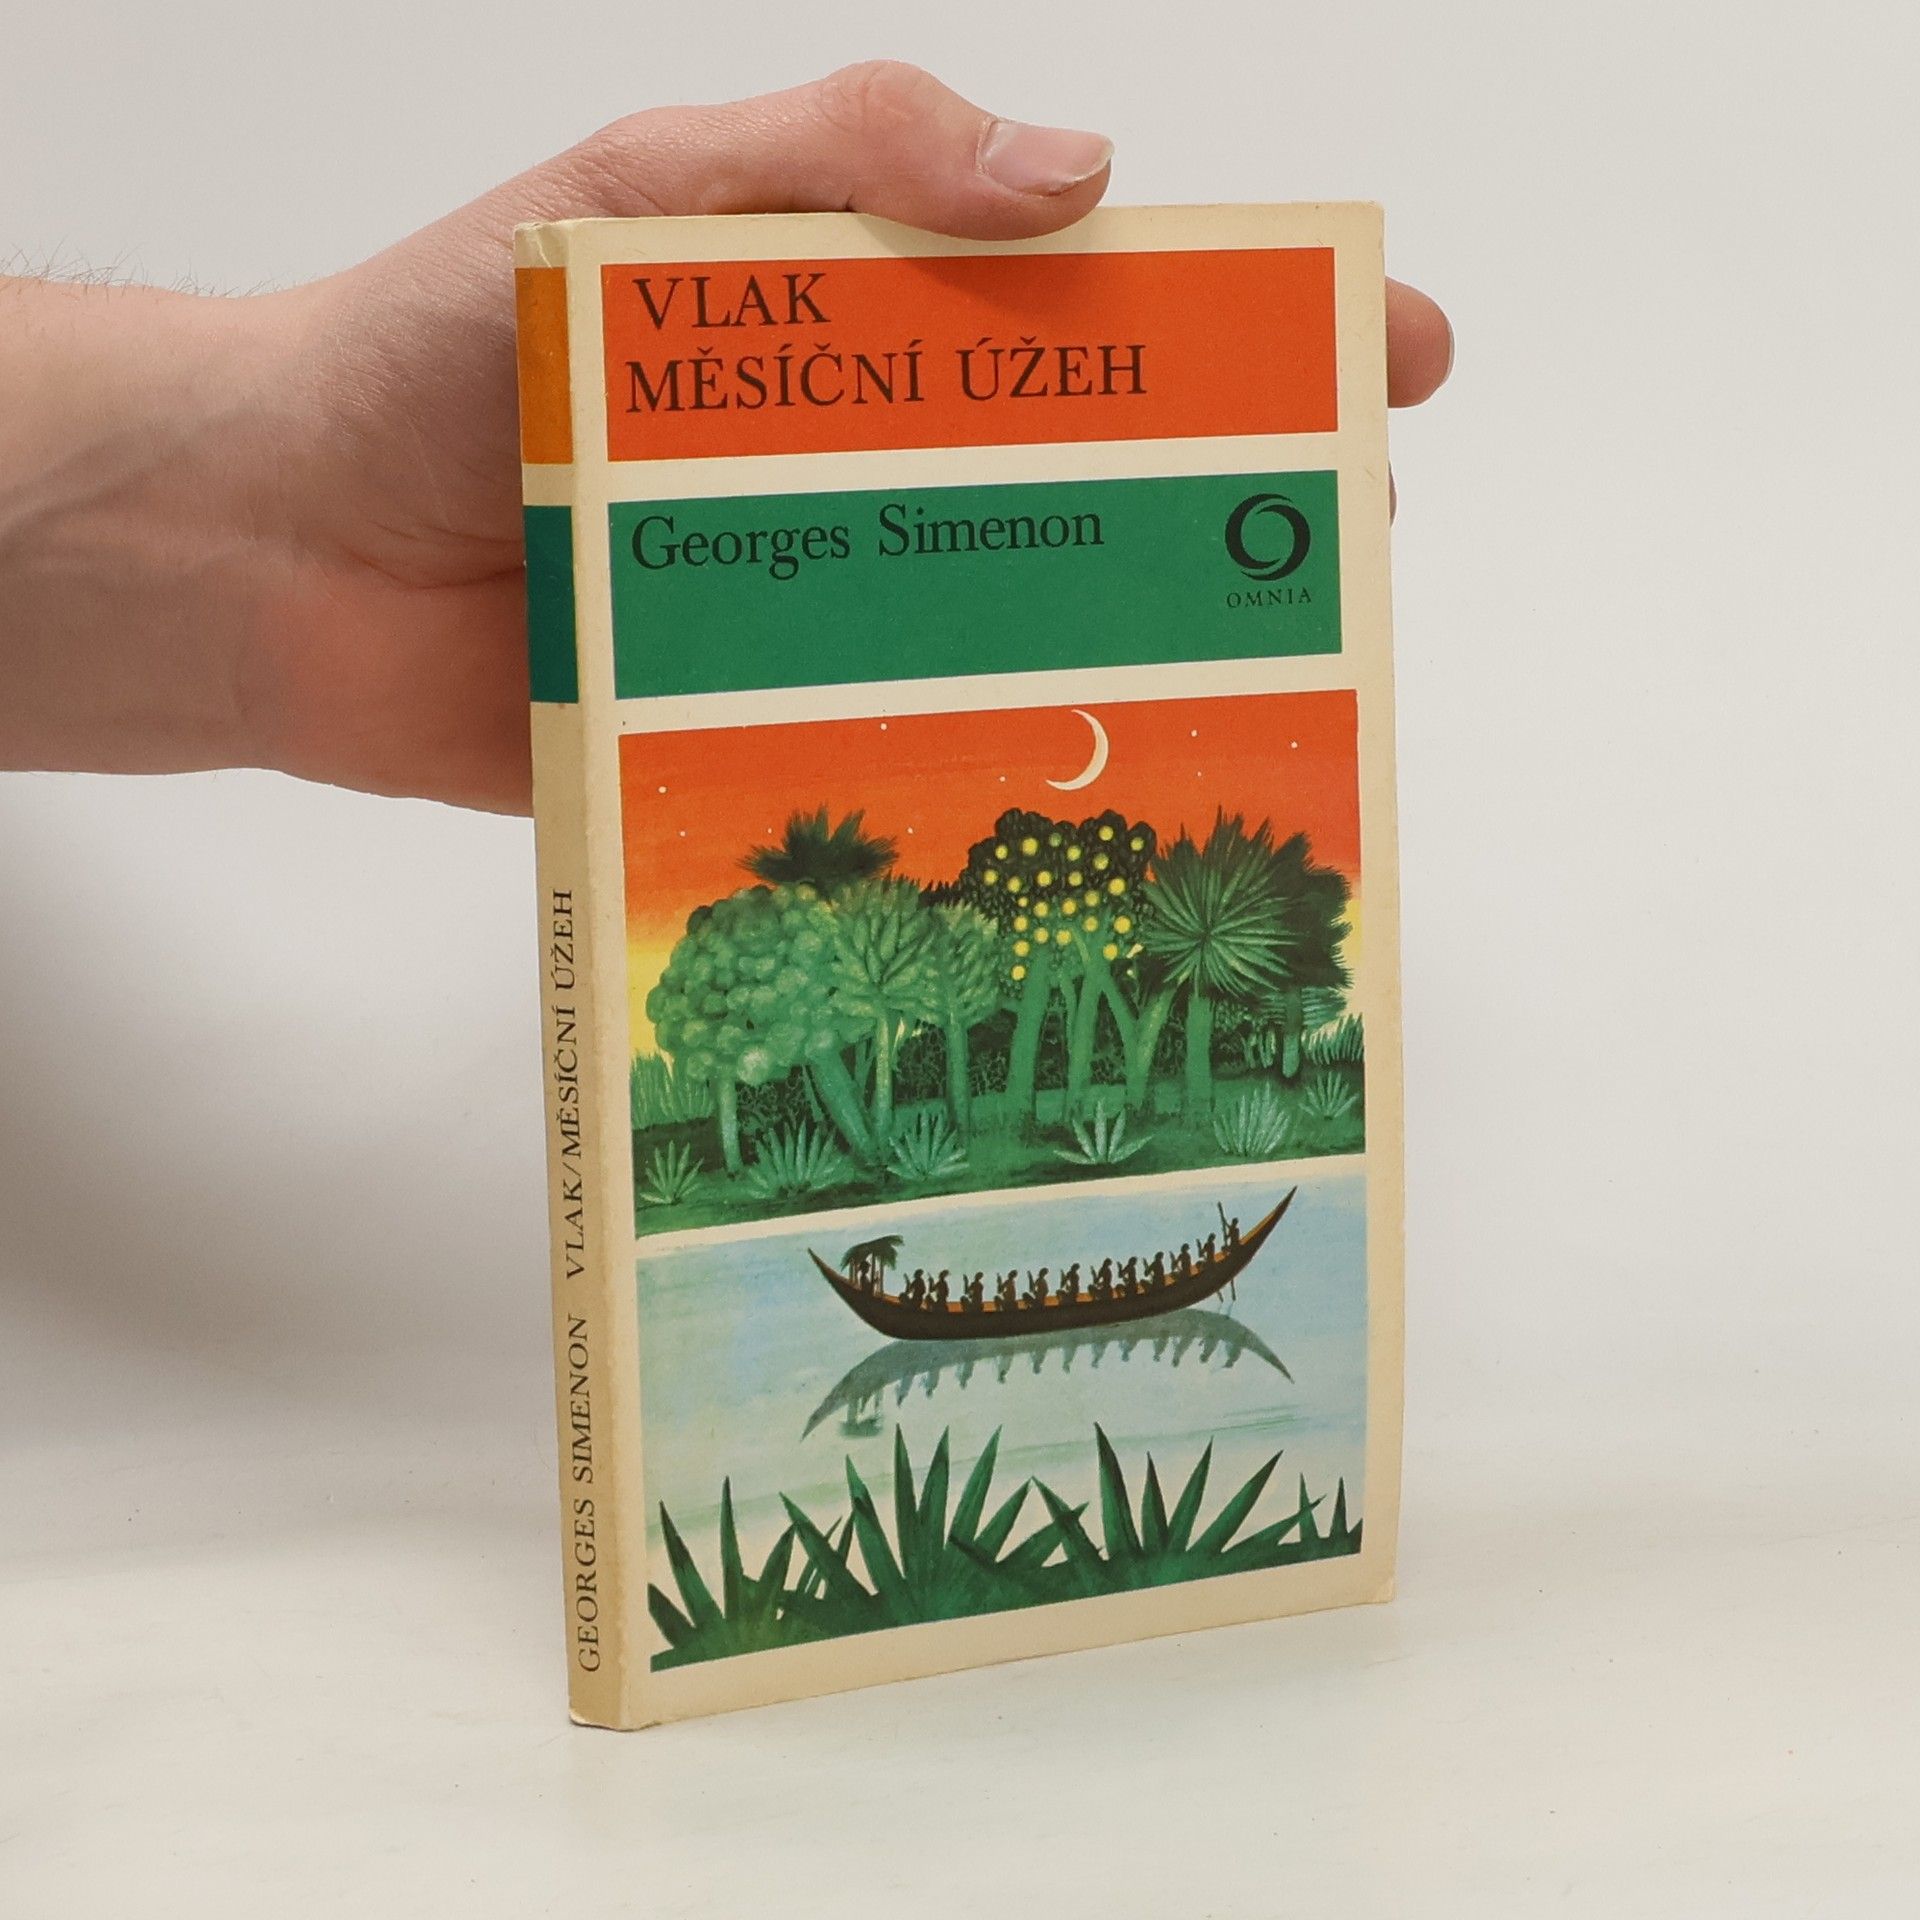 VLAK
MĚSÍČNÍ ÚŽEH
Georges Simenon
OMNIA
GEORGES SIMENON VLAK/MĚSÍČNÍ ÚŽEH